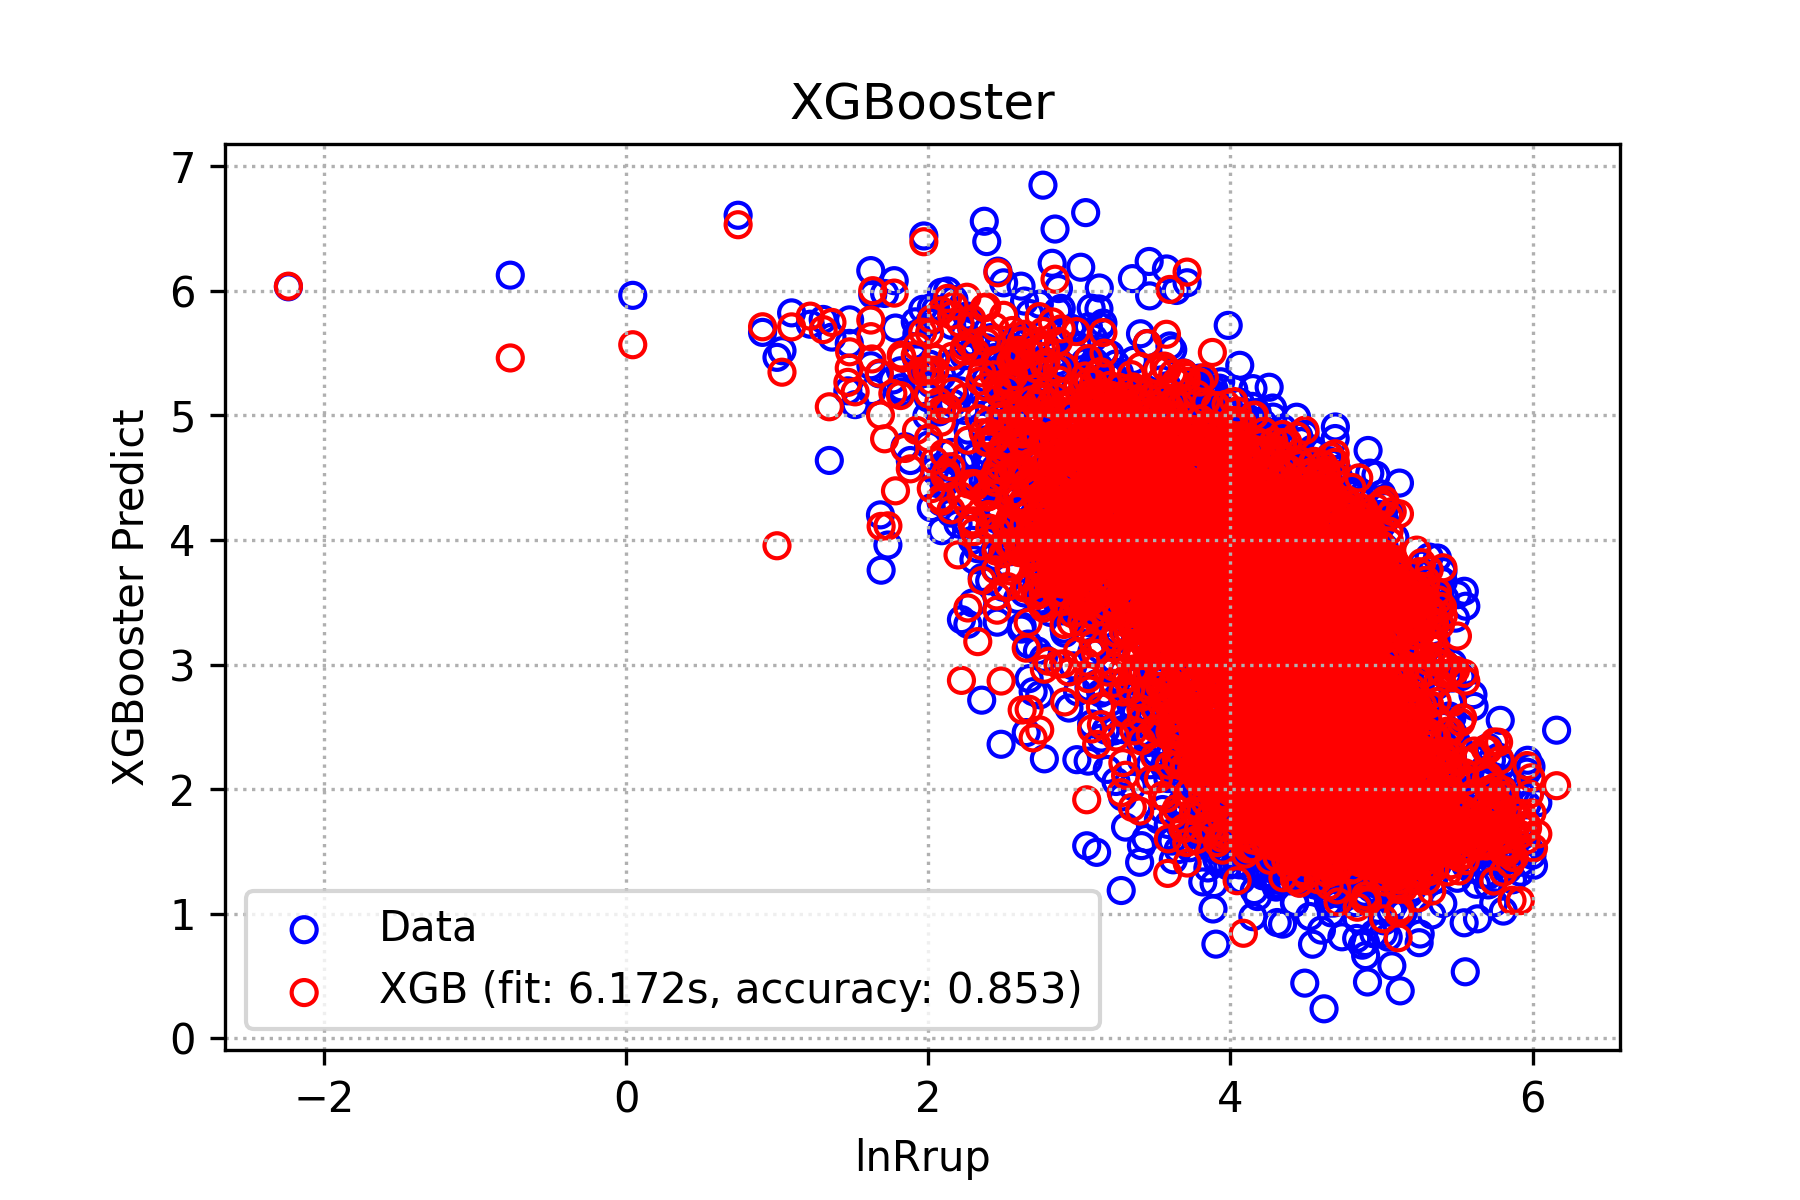 XGBooster
7
6
5
4
3
2
1
0
XGBooster Predict
Data
XGB (fit: 6.172s, accuracy: 0.853)
−2
0
2
4
6
lnRrup